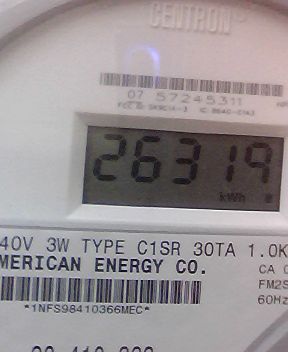 CENTRON
07 57245311
26319
kWh
40V 3W TYPE C1SR 30TA 1.0K
MERICAN ENERGY CO.
CA 0
FM2S
60Hz
*1NFS98410366MEC*